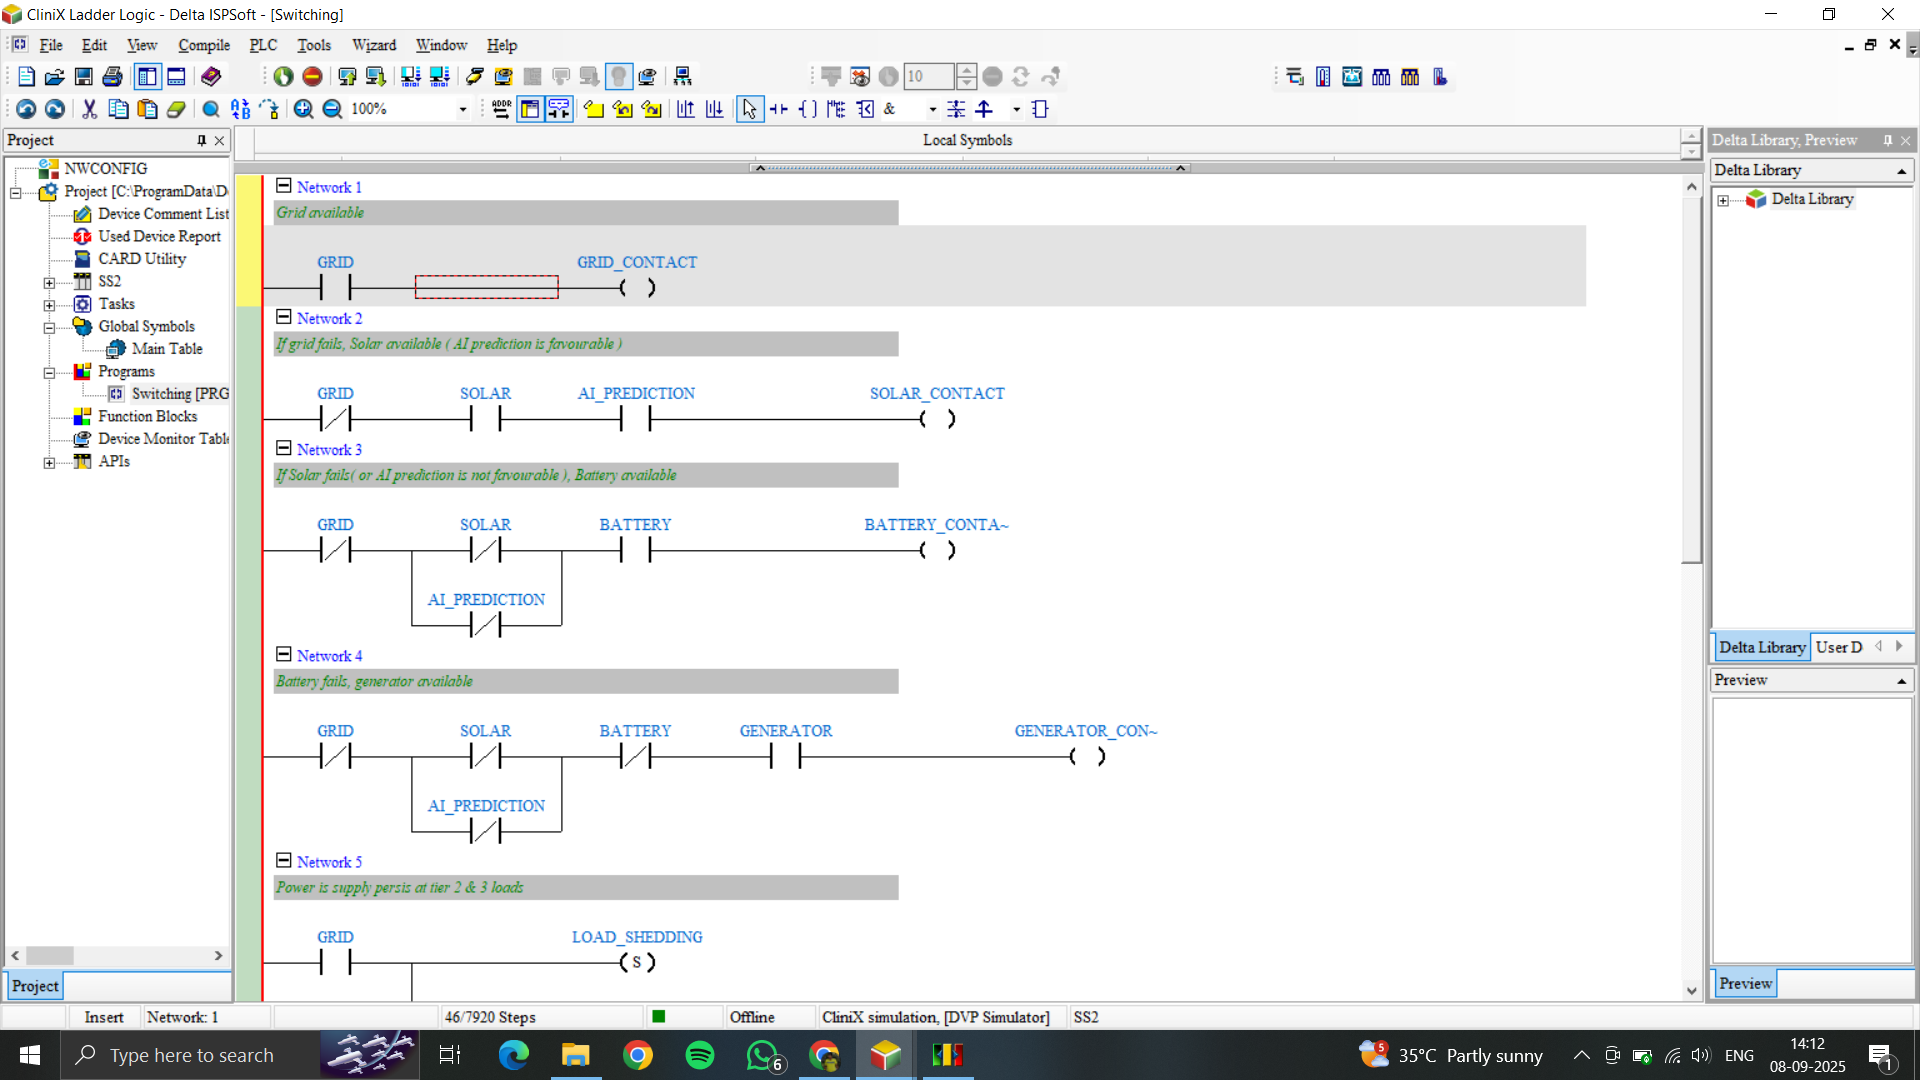 CliniX Ladder Logic - Delta ISPSoft - [Switching]
File Edit View Compile PLC Tools Wizard Window Help
10
100%
ADDR
&
Project
NWCONFIG
Project [C:\ProgramData\D
Device Comment List
Used Device Report
CARD Utility
SS2
Tasks
Global Symbols
Main Table
Programs
Switching [PRG
Function Blocks
Device Monitor Table
APIs
Project
Local Symbols
Network 1
Grid available
GRID GRID_CONTACT
Network 2
If grid fails, Solar available ( AI prediction is favourable )
GRID SOLAR AI_PREDICTION SOLAR_CONTACT
Network 3
If Solar fails( or AI prediction is not favourable ), Battery available
GRID SOLAR BATTERY BATTERY_CONTA~
AI_PREDICTION
Network 4
Battery fails, generator available
GRID SOLAR BATTERY GENERATOR GENERATOR_CON~
AI_PREDICTION
Network 5
Power is supply persis at tier 2 & 3 loads
GRID LOAD_SHEDDING
S
Delta Library, Preview
Delta Library
Delta Library
Delta Library User D
Preview
Preview
Insert Network: 1 46/7920 Steps Offline CliniX simulation, [DVP Simulator] SS2
Type here to search
6
5
35°C Partly sunny
ENG
14:12
08-09-2025
1